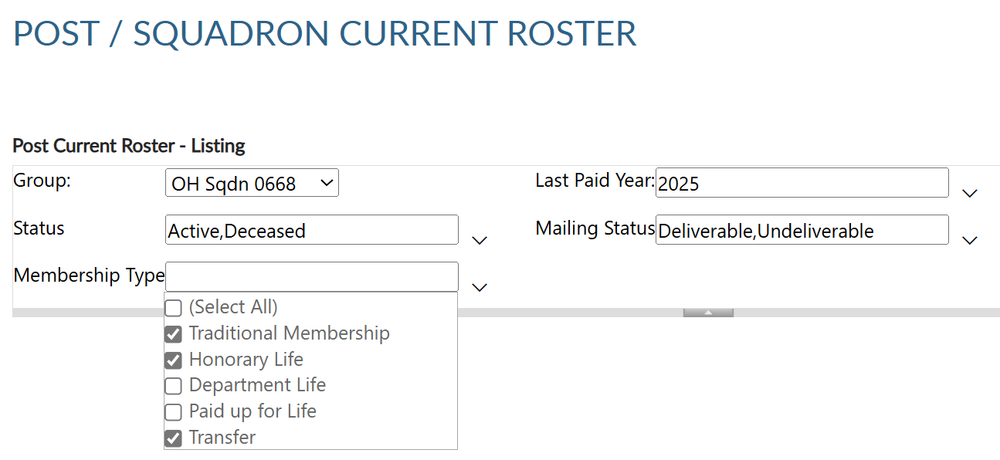 POST / SQUADRON CURRENT ROSTER
Post Current Roster - Listing
Group: OH Sqdn 0668 Last Paid Year: 2025
Status Active,Deceased Mailing Status Deliverable,Undeliverable
Membership Type
(Select All)
Traditional Membership
Honorary Life
Department Life
Paid up for Life
Transfer